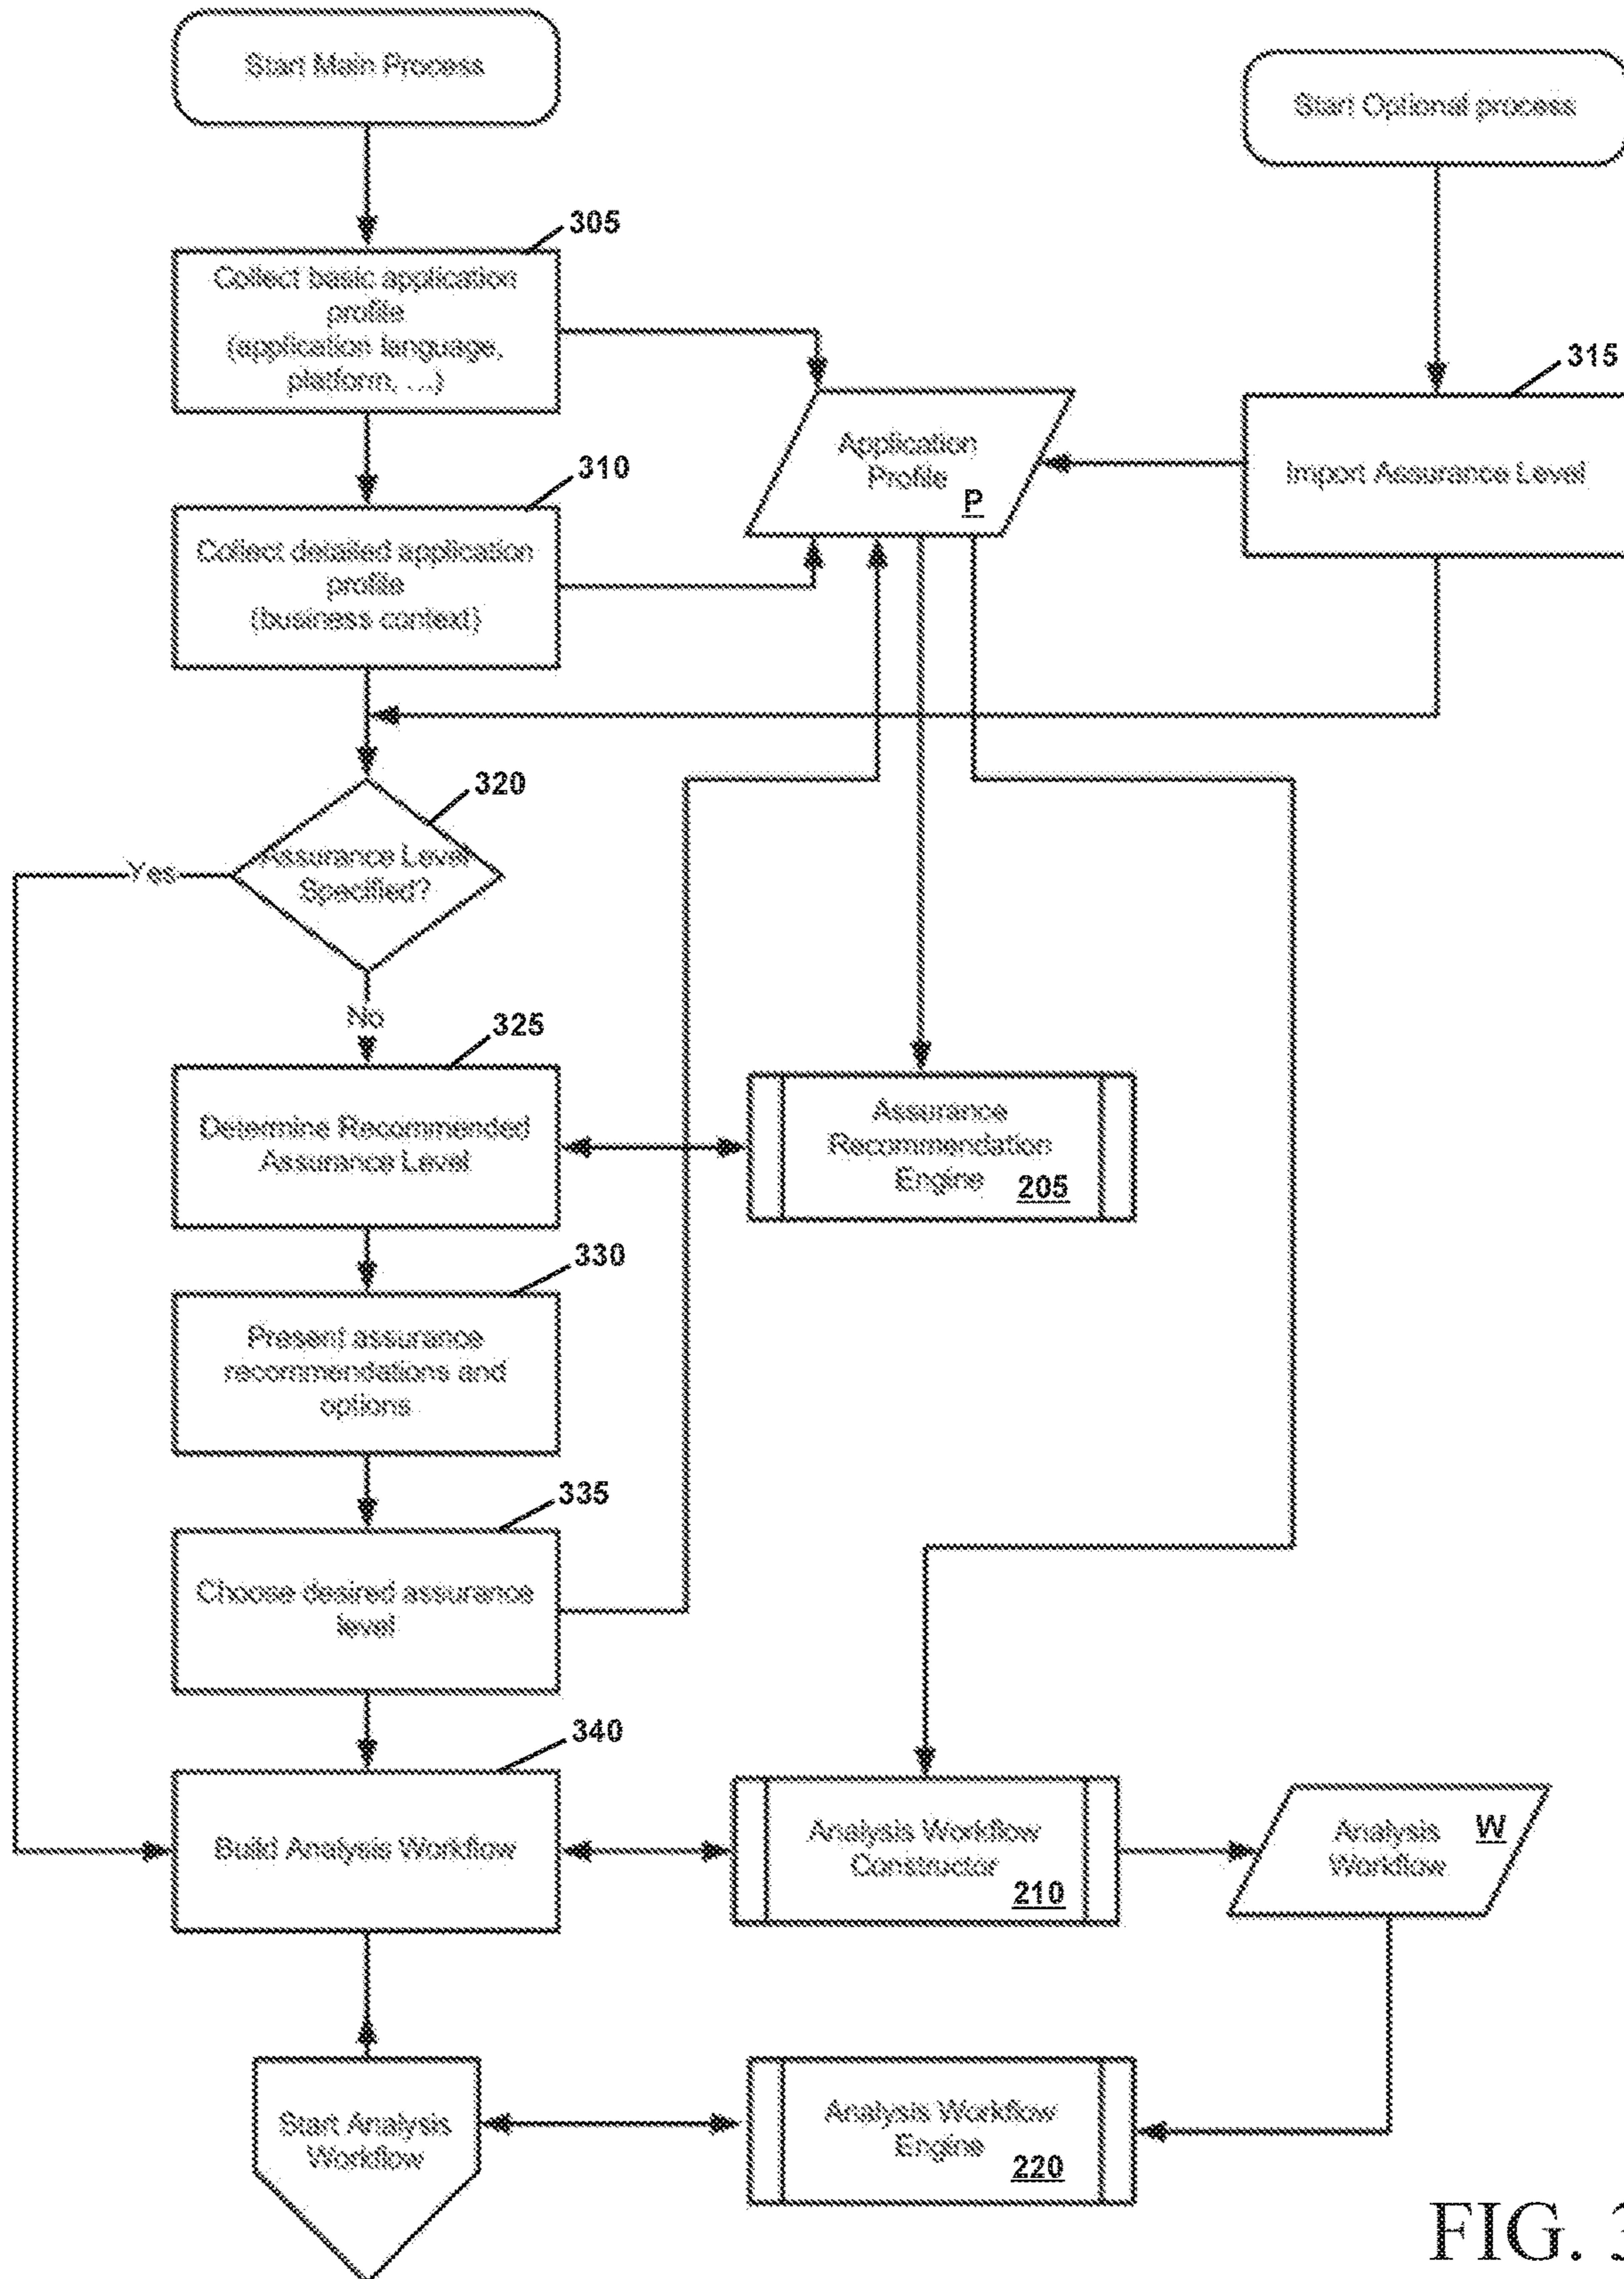 Start Main Process
Start Optional process
305
Collect basic application
profile
(application language,
platform, ...)
315
Application
Profile
P
Import Assurance Level
310
Collect detailed application
profile
(business context)
320
Yes
Assurance Level
Specified?
No
325
Determine Recommended
Assurance Level
Assurance
Recommendation
Engine
205
330
Present assurance
recommendations and
options
335
Choose desired assurance
level
340
Build Analysis Workflow
Analysis Workflow
Constructor
210
Analysis
Workflow
W
Start Analysis
Workflow
Analysis Workflow
Engine
220
FIG. 3